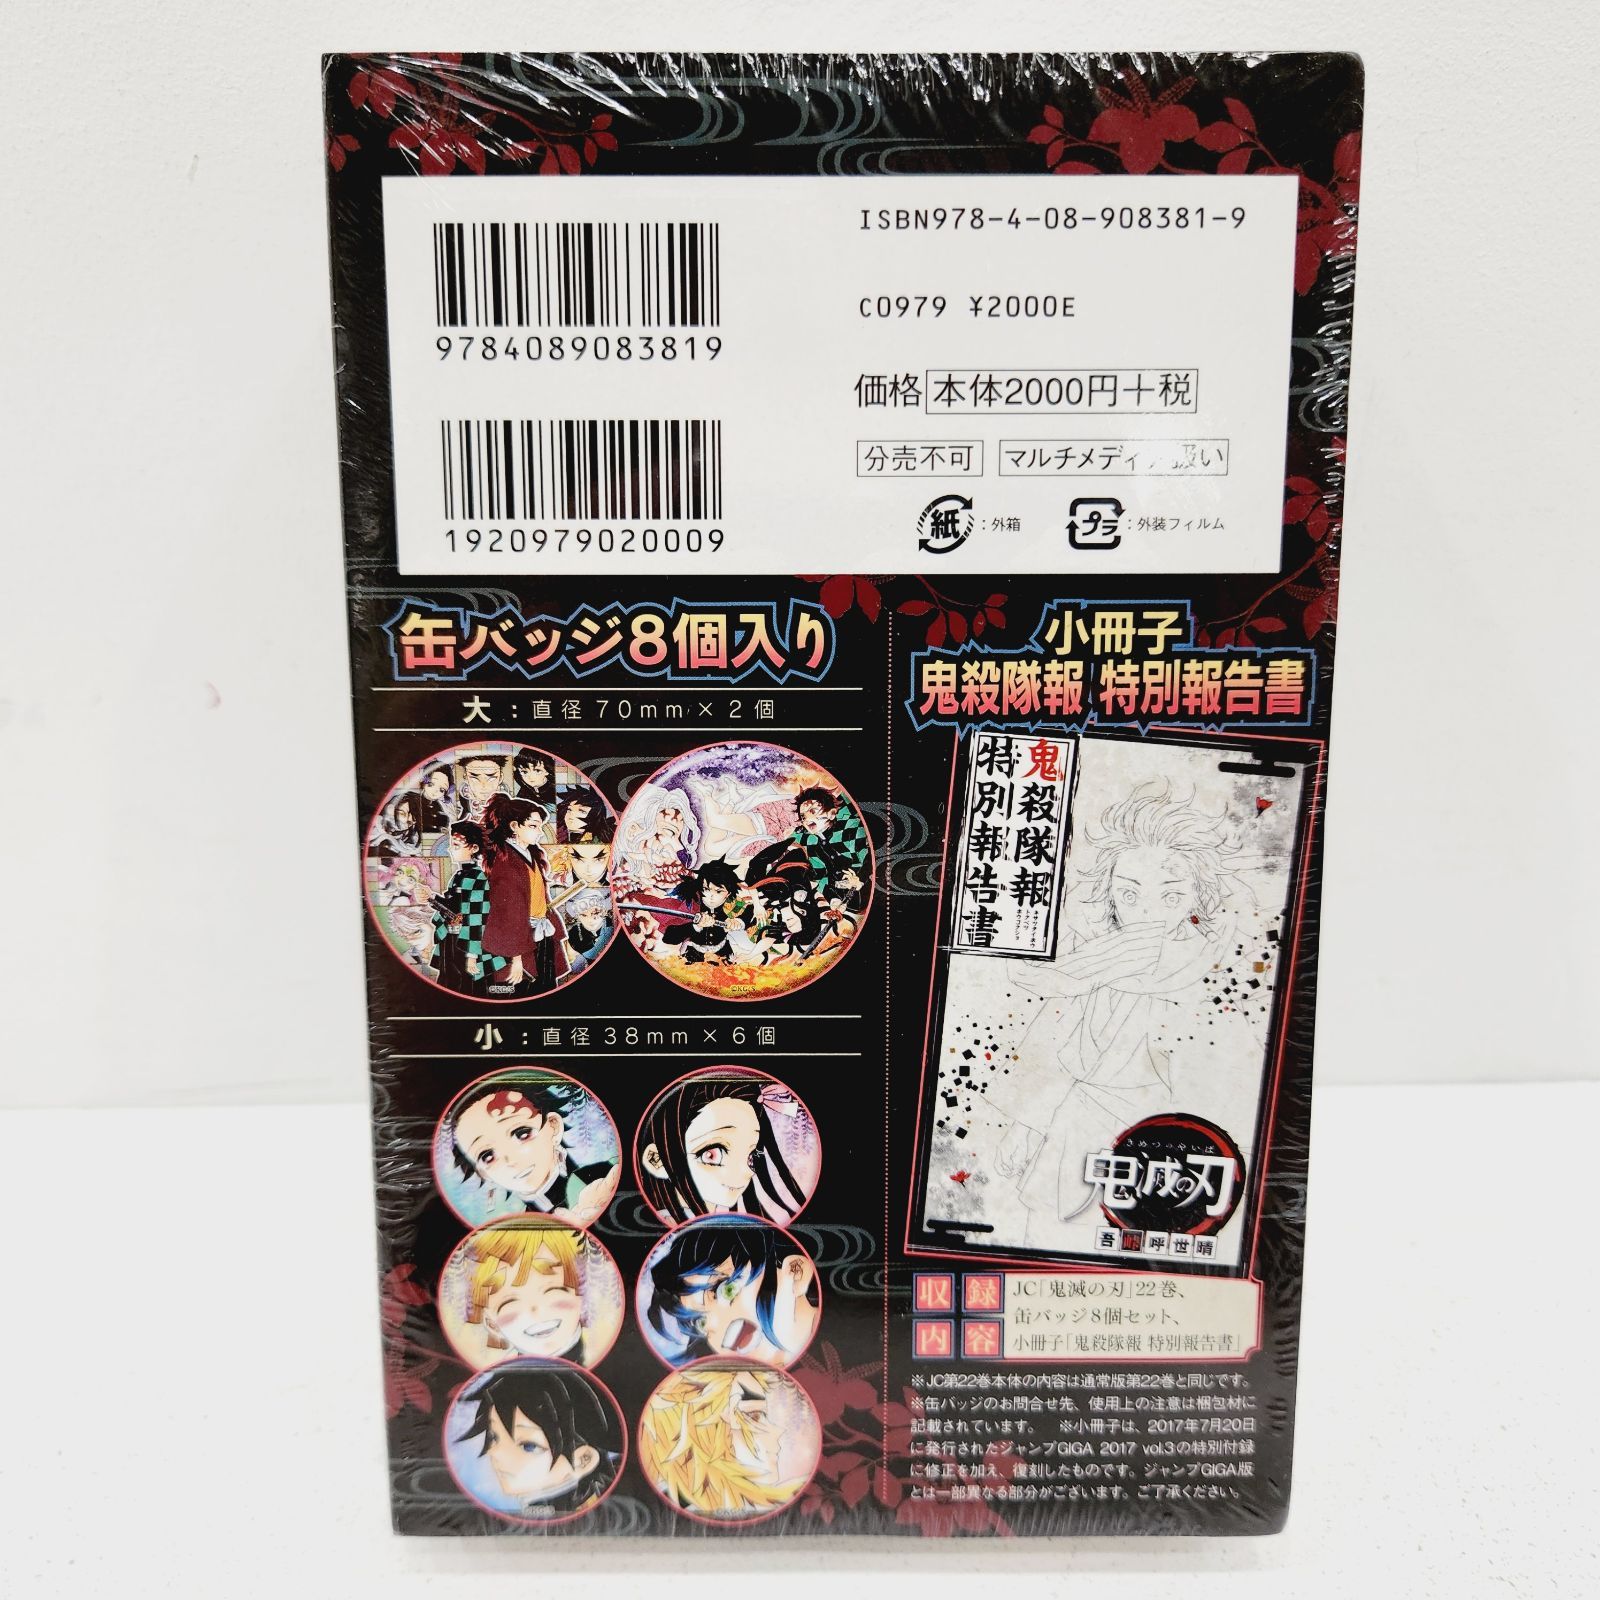 ISBN978-4-08-908381-9
9784089083819
C0979 ¥2000E
価格 本体2000円+税
1920979020009
分売不可
紙:外箱
プラ:外装フィルム
缶バッジ8個入り
大:直径70mm×2個
©KG/S
©KG/S
小:直径38mm×6個
©KG/S
©KG/S
小冊子
鬼殺隊報 特別報告書
鬼殺隊報
特別報告書
きめつのやいば
鬼滅の刃
吾峠呼世晴
収録
内容
JC「鬼滅の刃」22巻、
缶バッジ8個セット、
小冊子「鬼殺隊報 特別報告書」
※JC第22巻本体の内容は通常版第22巻と同じです。
※缶バッジのお問合せ先、使用上の注意は梱包材に
記載されています。 ※小冊子は、2017年7月20日
に発行されたジャンプGIGA 2017 vol.3の特別付録
に修正を加え、復刻したものです。ジャンプGIGA版
とは一部異なる部分がございます。ご了承ください。